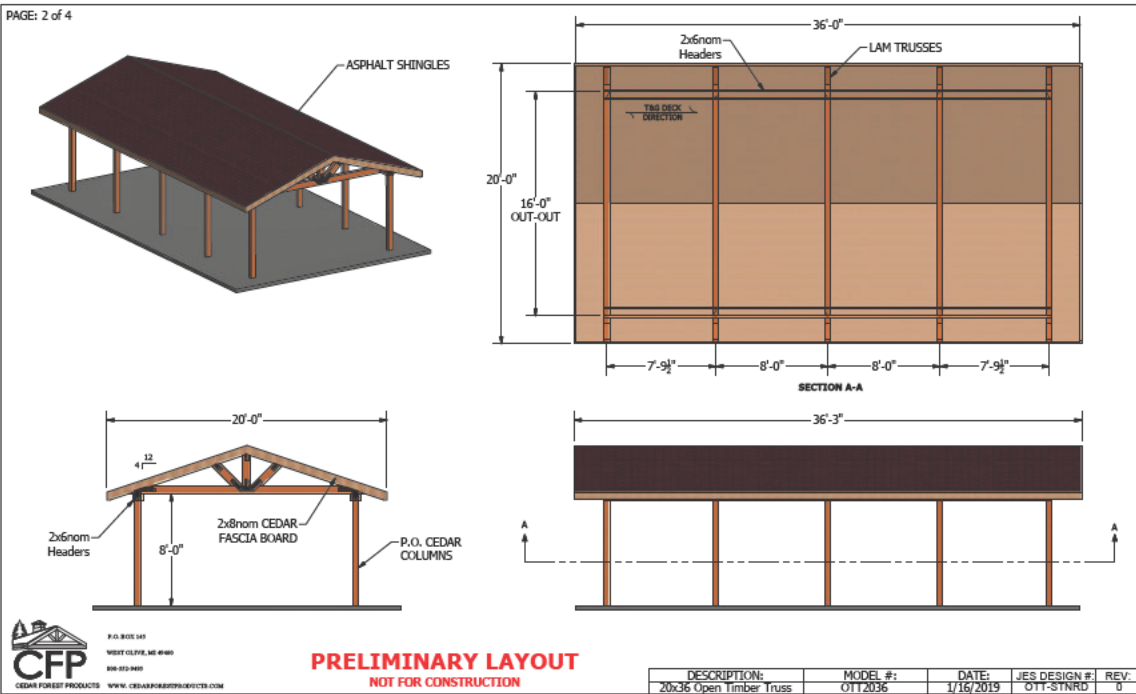 PAGE: 2 of 4
ASPHALT SHINGLES
36'-0"
2x6nom
Headers
LAM TRUSSES
T&G DECK
DIRECTION
20'-0"
16'-0"
OUT-OUT
7'-9½"
8'-0"
8'-0"
7'-9½"
SECTION A-A
20'-0"
12
4
2x6nom
Headers
8'-0"
2x8nom CEDAR
FASCIA BOARD
P.O. CEDAR
COLUMNS
36'-3"
A
A
CFP
CEDAR FOREST PRODUCTS
P.O. BOX 145
WEST OLIVE, MI 49460
WWW.CEDARFORESTPRODUCTS.COM
PRELIMINARY LAYOUT
NOT FOR CONSTRUCTION
DESCRIPTION: MODEL #: DATE: JES DESIGN #: REV:
20x36 Open Timber Truss OTT2036 1/16/2019 OTT-STNRD 0